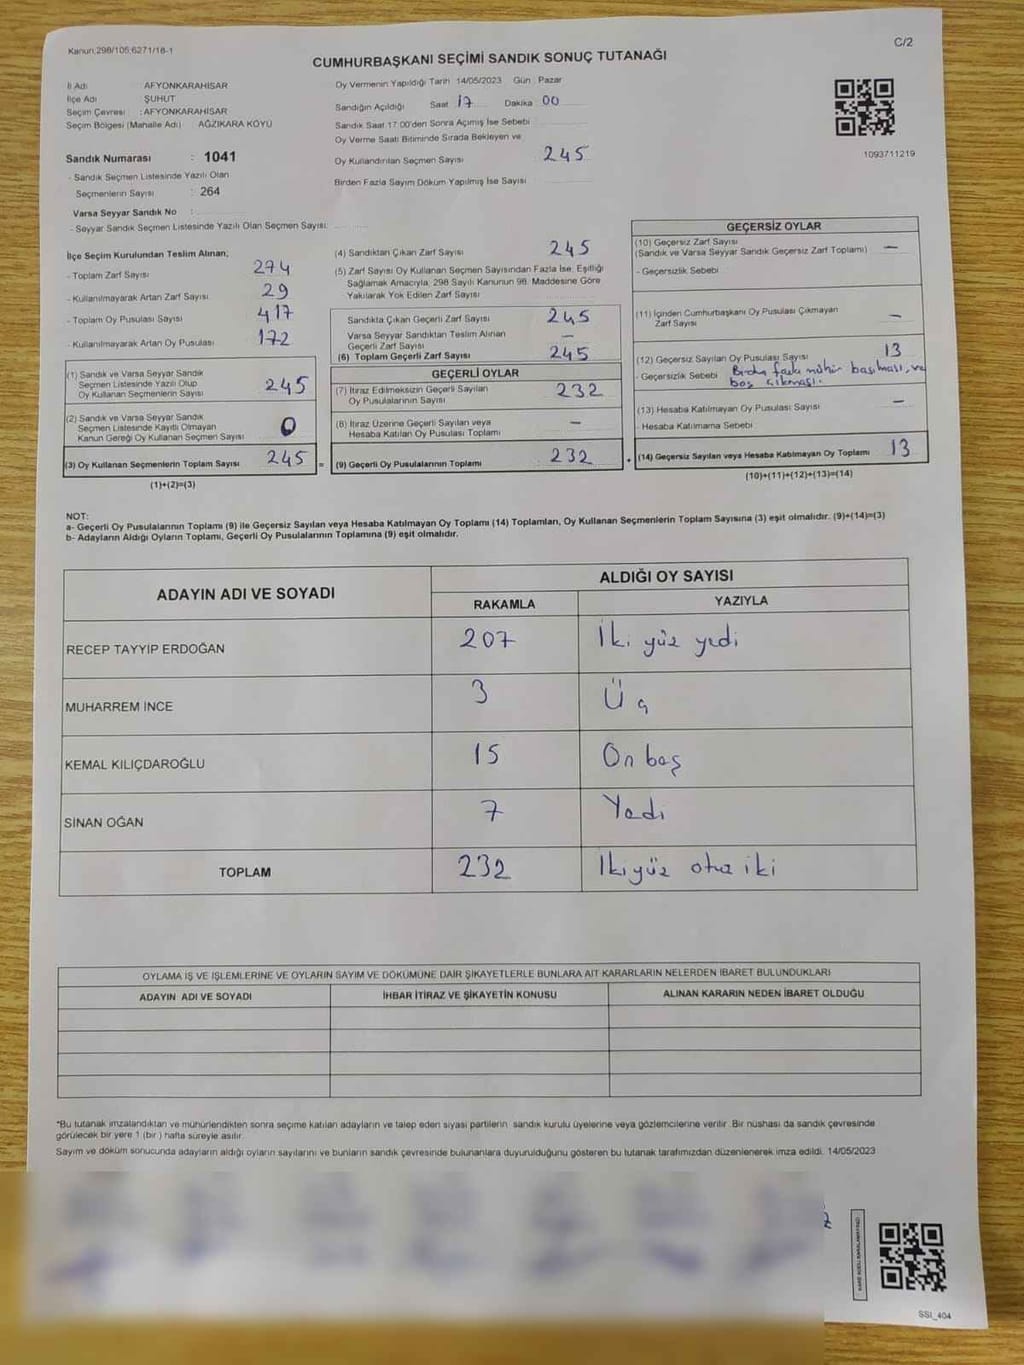 Kanun.298/105;6271/18-1
C/2
CUMHURBAŞKANI SEÇİMİ SANDIK SONUÇ TUTANAĞI
İl Adı : AFYONKARAHİSAR
İlçe Adı : ŞUHUT
Seçim Çevresi : AFYONKARAHİSAR
Seçim Bölgesi (Mahalle Adı) : AĞZIKARA KÖYÜ
Sandık Numarası : 1041
- Sandık Seçmen Listesinde Yazılı Olan
Seçmenlerin Sayısı : 264
Varsa Seyyar Sandık No :
- Seyyar Sandık Seçmen Listesinde Yazılı Olan Seçmen Sayısı:
Oy Vermenin Yapıldığı Tarih 14/05/2023 Gün Pazar
Sandığın Açıldığı Saat 17 Dakika 00
Sandık Saat 17:00'den Sonra Açımış İse Sebebi
Oy Verme Saati Bitiminde Sırada Bekleyen ve
Oy Kullandırılan Seçmen Sayısı 245
Birden Fazla Sayım Döküm Yapılmış İse Sayısı
1093711219
İlçe Seçim Kurulundan Teslim Alınan;
- Toplam Zarf Sayısı 274
- Kullanılmayarak Artan Zarf Sayısı 29
- Toplam Oy Pusulası Sayısı 417
- Kullanılmayarak Artan Oy Pusulası 172
(1) Sandık ve Varsa Seyyar Sandık
Seçmen Listesinde Yazılı Olup
Oy Kullanan Seçmenlerin Sayısı 245
(2) Sandık ve Varsa Seyyar Sandık
Seçmen Listesinde Kayıtlı Olmayan
Kanun Gereği Oy Kullanan Seçmen Sayısı 0
(3) Oy Kullanan Seçmenlerin Toplam Sayısı 245 =
(1)+(2)=(3)
(4) Sandıktan Çıkan Zarf Sayısı 245
(5) Zarf Sayısı Oy Kullanan Seçmen Sayısından Fazla İse; Eşitliği
Sağlamak Amacıyla; 298 Sayılı Kanunun 98. Maddesine Göre
Yakılarak Yok Edilen Zarf Sayısı
Sandıkta Çıkan Geçerli Zarf Sayısı 245
Varsa Seyyar Sandıktan Teslim Alınan
Geçerli Zarf Sayısı —
(6) Toplam Geçerli Zarf Sayısı 245
GEÇERLİ OYLAR
(7) İtiraz Edilmeksizin Geçerli Sayılan
Oy Pusulalarının Sayısı 232
(8) İtiraz Üzerine Geçerli Sayılan veya
Hesaba Katılan Oy Pusulası Toplamı —
(9) Geçerli Oy Pusulalarının Toplamı 232 +
GEÇERSİZ OYLAR
(10) Geçersiz Zarf Sayısı —
(Sandık ve Varsa Seyyar Sandık Geçersiz Zarf Toplamı)
- Geçersizlik Sebebi
(11) İçinden Cumhurbaşkanı Oy Pusulası Çıkmayan
Zarf Sayısı —
(12) Geçersiz Sayılan Oy Pusulası Sayısı 13
- Geçersizlik Sebebi Birden fazla mühür basılması, ve
boş çıkması.
(13) Hesaba Katılmayan Oy Pusulası Sayısı —
- Hesaba Katılmama Sebebi
(14) Geçersiz Sayılan veya Hesaba Katılmayan Oy Toplamı 13
(10)+(11)+(12)+(13)=(14)
NOT:
a- Geçerli Oy Pusulalarının Toplamı (9) ile Geçersiz Sayılan veya Hesaba Katılmayan Oy Toplamı (14) Toplamları, Oy Kullanan Seçmenlerin Toplam Sayısına (3) eşit olmalıdır. (9)+(14)=(3)
b- Adayların Aldığı Oyların Toplamı, Geçerli Oy Pusulalarının Toplamına (9) eşit olmalıdır.
ADAYIN ADI VE SOYADI
ALDIĞI OY SAYISI
RAKAMLA YAZIYLA
RECEP TAYYİP ERDOĞAN 207 İki yüz yedi
MUHARREM İNCE 3 Üç
KEMAL KILIÇDAROĞLU 15 On beş
SİNAN OĞAN 7 Yedi
TOPLAM 232 İki yüz otuz iki
OYLAMA İŞ VE İŞLEMLERİNE VE OYLARIN SAYIM VE DÖKÜMÜNE DAİR ŞİKAYETLERLE BUNLARA AİT KARARLARIN NELERDEN İBARET BULUNDUKLARI
ADAYIN ADI VE SOYADI İHBAR İTİRAZ VE ŞİKAYETİN KONUSU ALINAN KARARIN NEDEN İBARET OLDUĞU
*Bu tutanak imzalandıktan ve mühürlendikten sonra seçime katılan adayların ve talep eden siyasi partilerin sandık kurulu üyelerine veya gözlemcilerine verilir. Bir nüshası da sandık çevresinde
görülecek bir yere 1 (bir) hafta süreyle asılır.
Sayım ve döküm sonucunda adayların aldığı oyların sayılarını ve bunların sandık çevresinde bulunanlara duyurulduğunu gösteren bu tutanak tarafımızdan düzenlenerek imza edildi. 14/05/2023
SSI_404